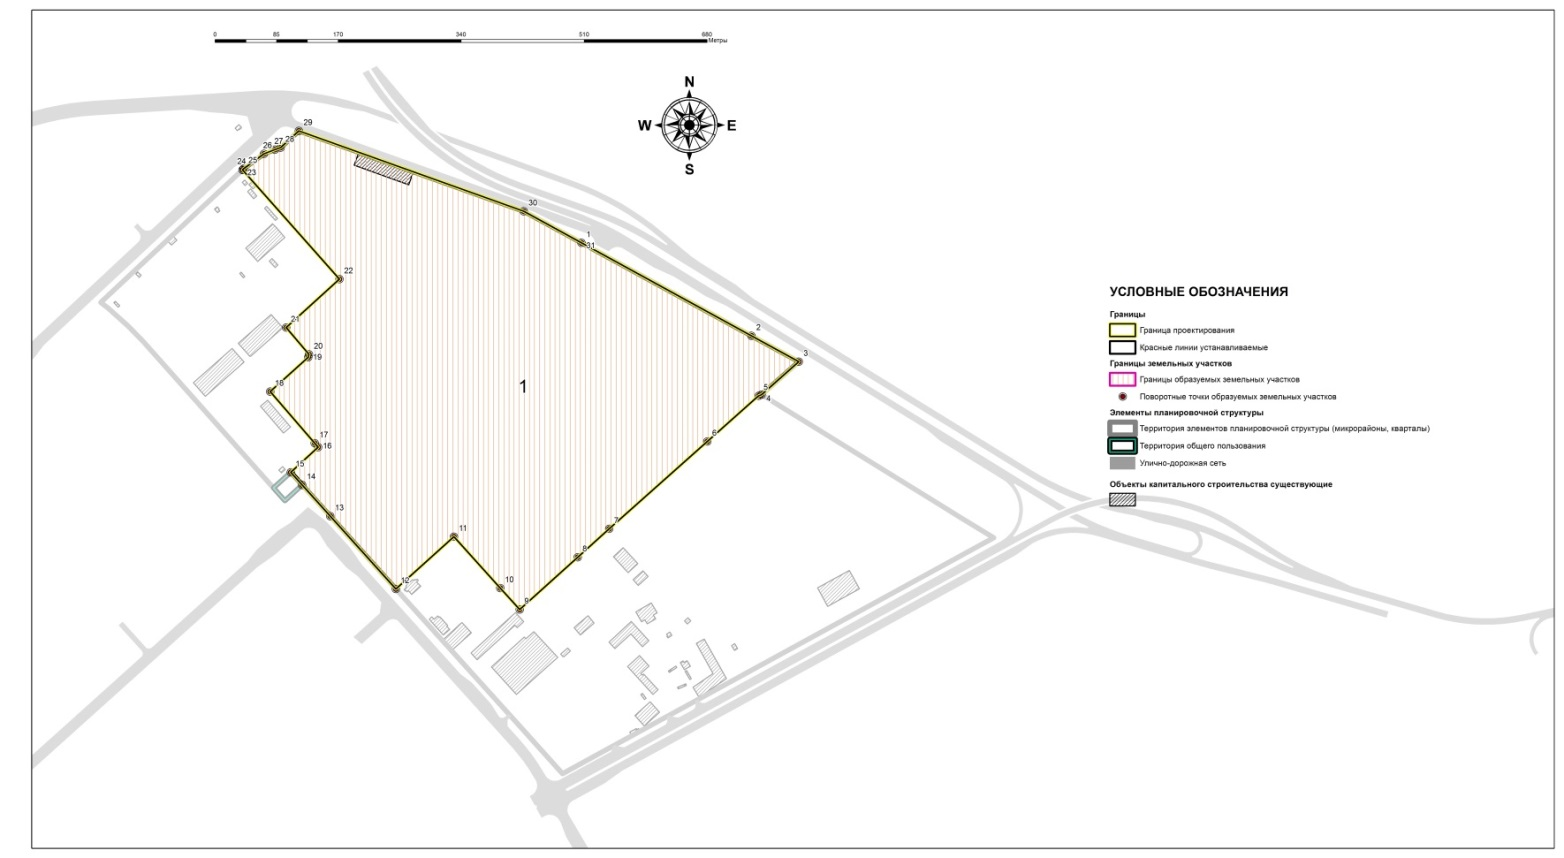 0 85 170 340 510 680
Метры
N
W E
S
29
28
27
26
25
24
23
30
1
31
22
21
20
19
18
17
16
15
14
13
12
11
10
9
8
7
6
5
4
3
2
1
УСЛОВНЫЕ ОБОЗНАЧЕНИЯ
Границы
Граница проектирования
Красные линии устанавливаемые
Границы земельных участков
Границы образуемых земельных участков
Поворотные точки образуемых земельных участков
Элементы планировочной структуры
Территория элементов планировочной структуры (микрорайоны, кварталы)
Территория общего пользования
Улично-дорожная сеть
Объекты капитального строительства существующие